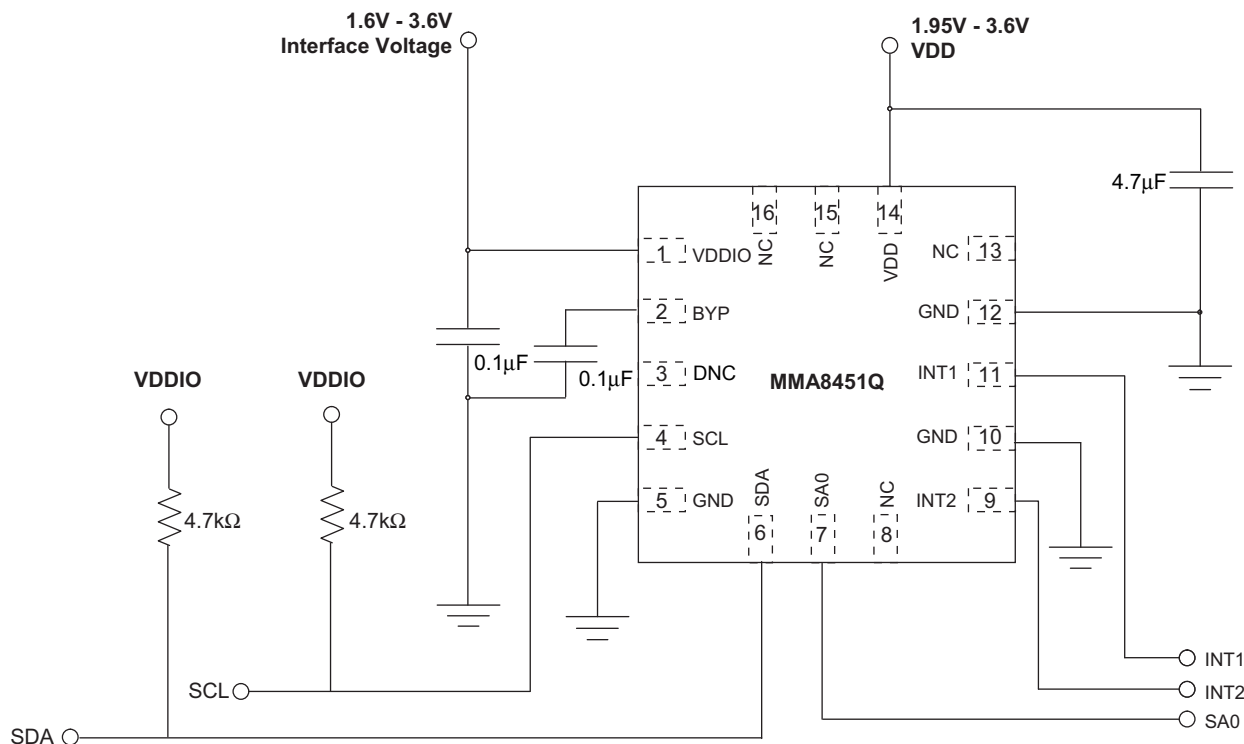 1.6V - 3.6V
Interface Voltage
1.95V - 3.6V
VDD
4.7μF
16
NC
15
NC
14
VDD
1
VDDIO
NC
13
2
BYP
GND
12
0.1μF
0.1μF
3
DNC
MMA8451Q
INT1
11
VDDIO
VDDIO
4
SCL
GND
10
5
GND
SDA
6
SA0
7
NC
8
INT2
9
4.7kΩ
4.7kΩ
INT1
INT2
SA0
SCL
SDA